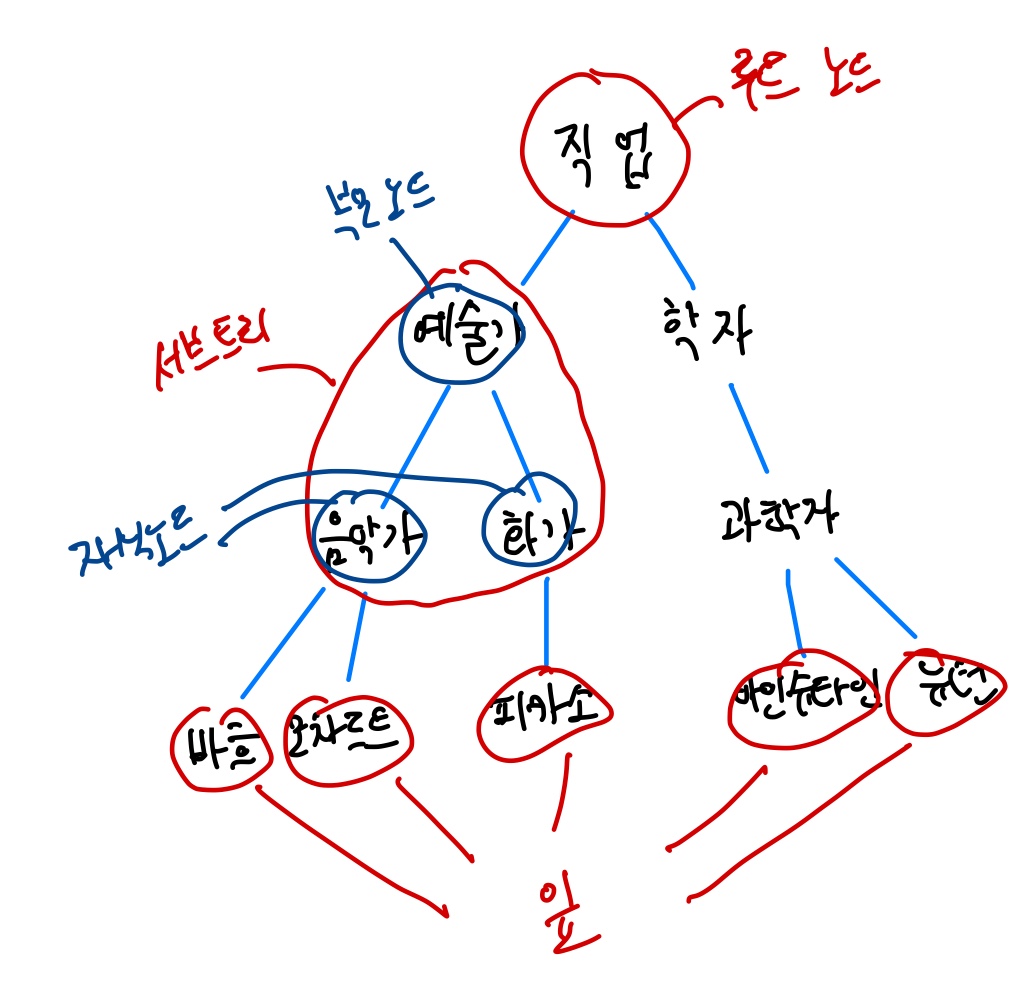 루트 노드
직업
부모 노드
예술가
학자
서브트리
자식노드
음악가
화가
과학자
바흐
모차르트
피카소
아인슈타인
뉴턴
잎